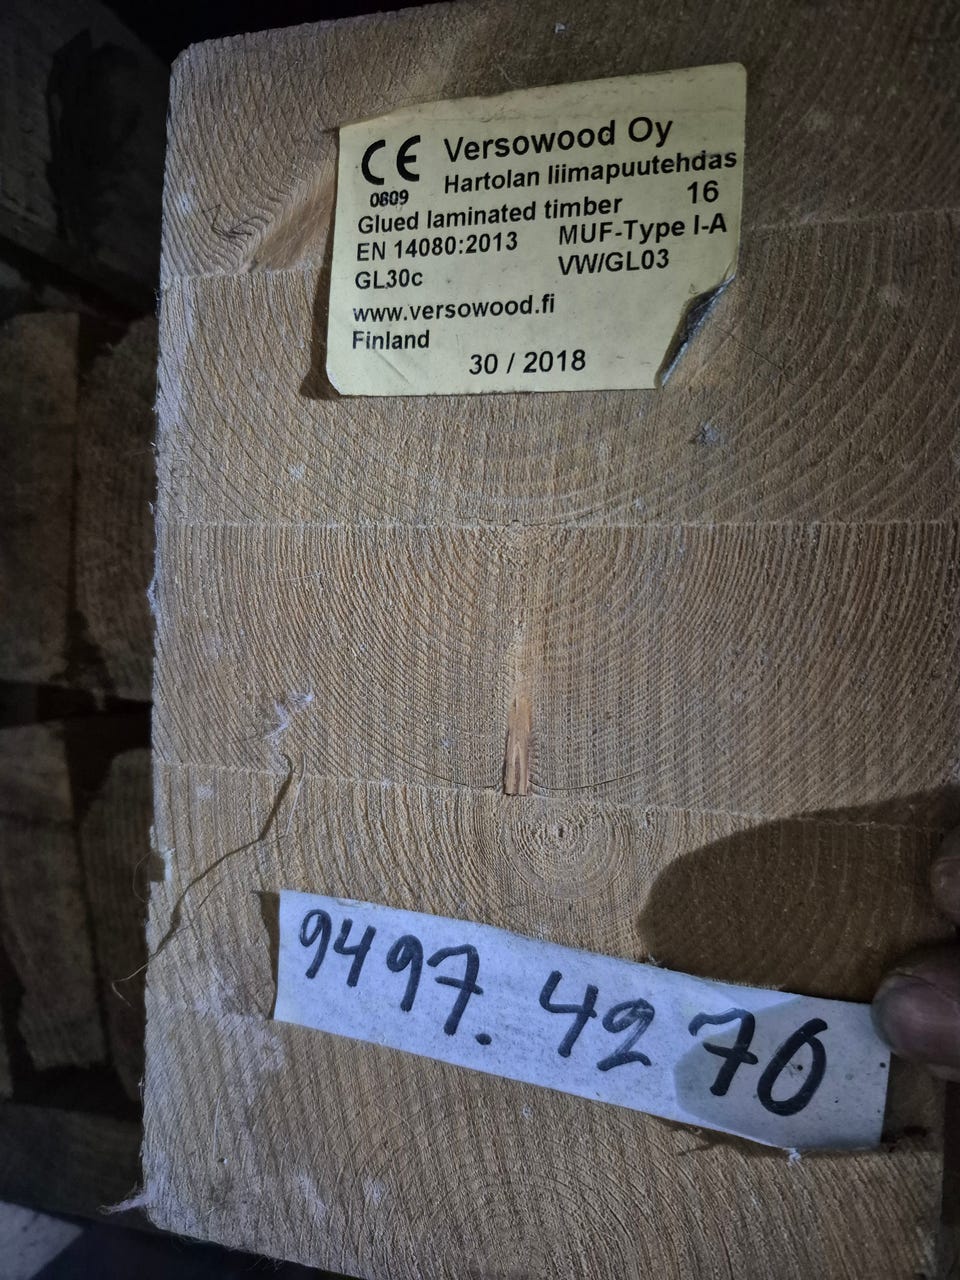 CE Versowood Oy
0809 Hartolan liimapuutehdas
Glued laminated timber 16
EN 14080:2013 MUF-Type I-A
GL30c VW/GL03
www.versowood.fi
Finland
30 / 2018
9497. 4270